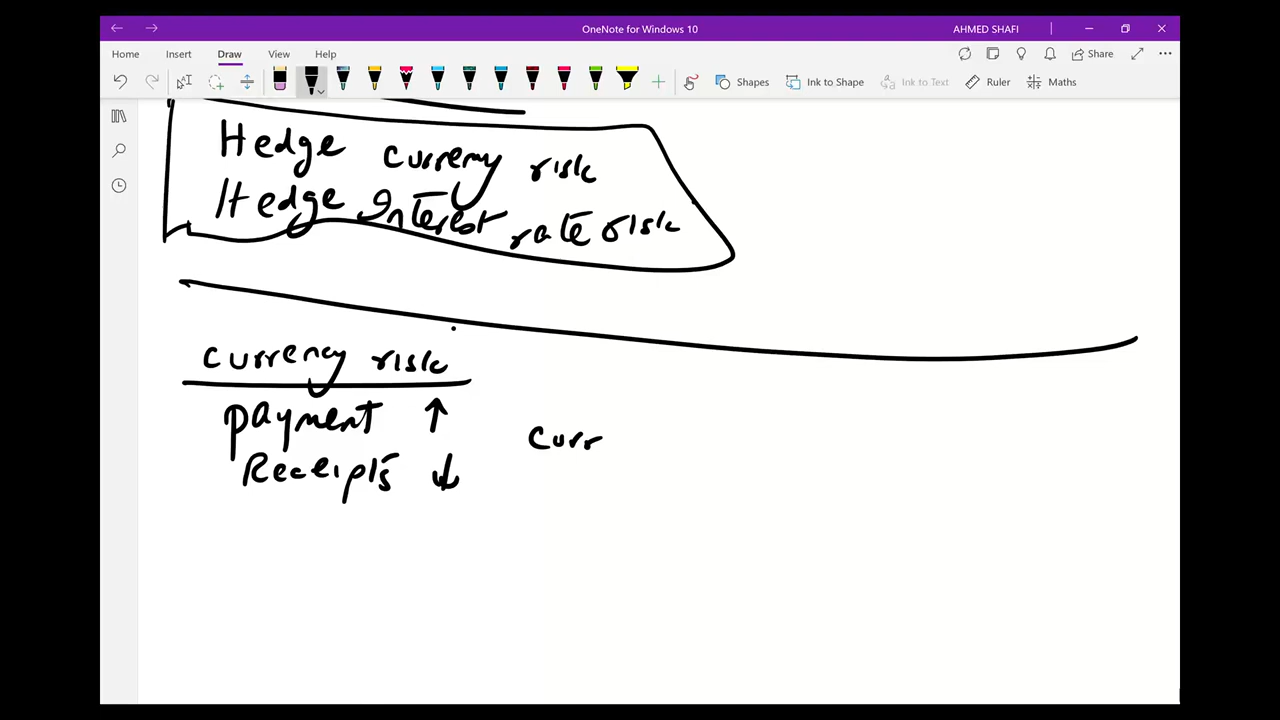 OneNote for Windows 10
AHMED SHAFI
Home Insert Draw View Help
Share
Shapes Ink to Shape Ink to Text Ruler Maths
Hedge currency risk
Hedge Interest rate risk
currency risk
payment ↑
Receipts ↓
curr